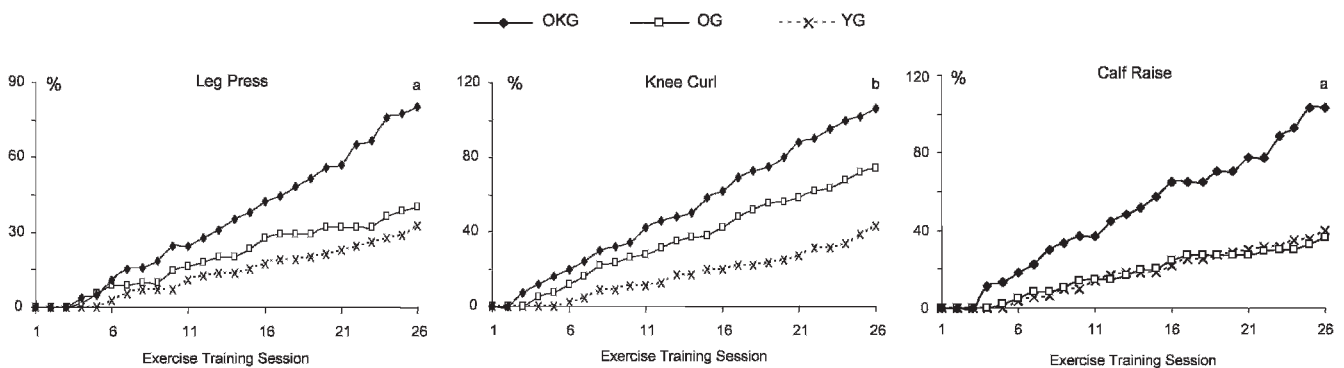 OKG OG YG
Leg Press
% a
90
60
30
0
1 6 11 16 21 26
Exercise Training Session
Knee Curl
% b
120
80
40
0
1 6 11 16 21 26
Exercise Training Session
Calf Raise
% a
120
80
40
0
1 6 11 16 21 26
Exercise Training Session